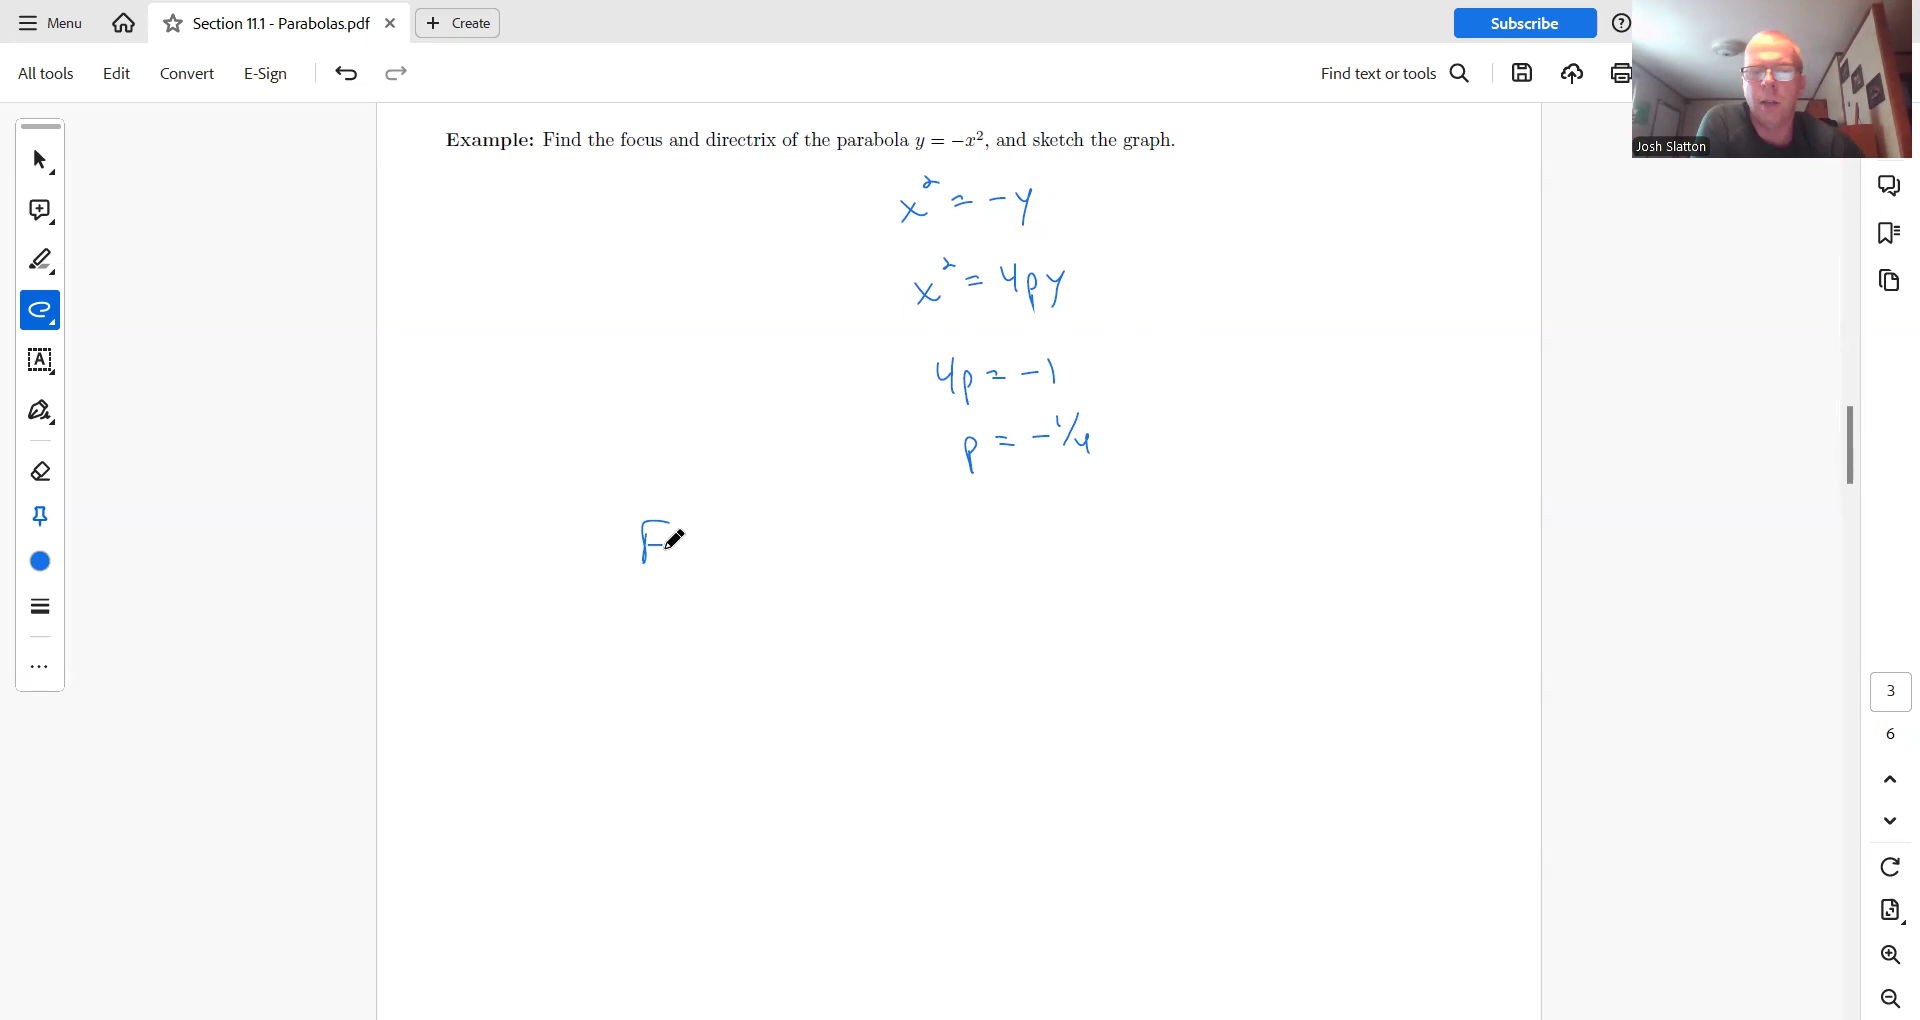 Menu
Section 11.1 - Parabolas.pdf
Create
Subscribe
All tools
Edit
Convert
E-Sign
Find text or tools
Josh Slatton
Example: Find the focus and directrix of the parabola y = −x², and sketch the graph.
x² = -y
x² = 4py
4p = -1
p = -1/4
F
A
3
6